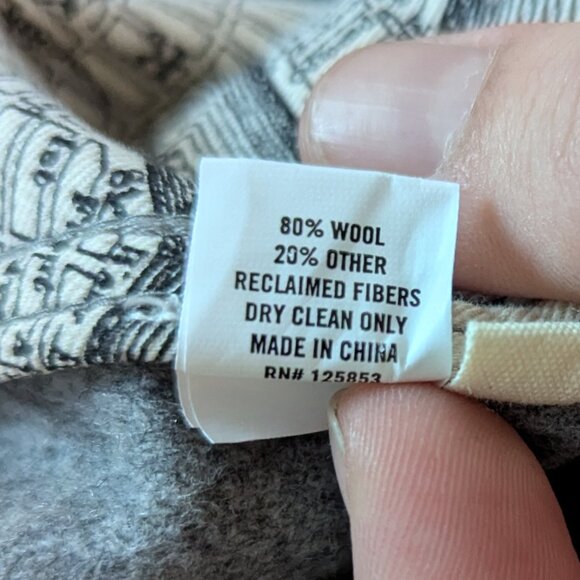 80% WOOL
20% OTHER
RECLAIMED FIBERS
DRY CLEAN ONLY
MADE IN CHINA
RN# 125853